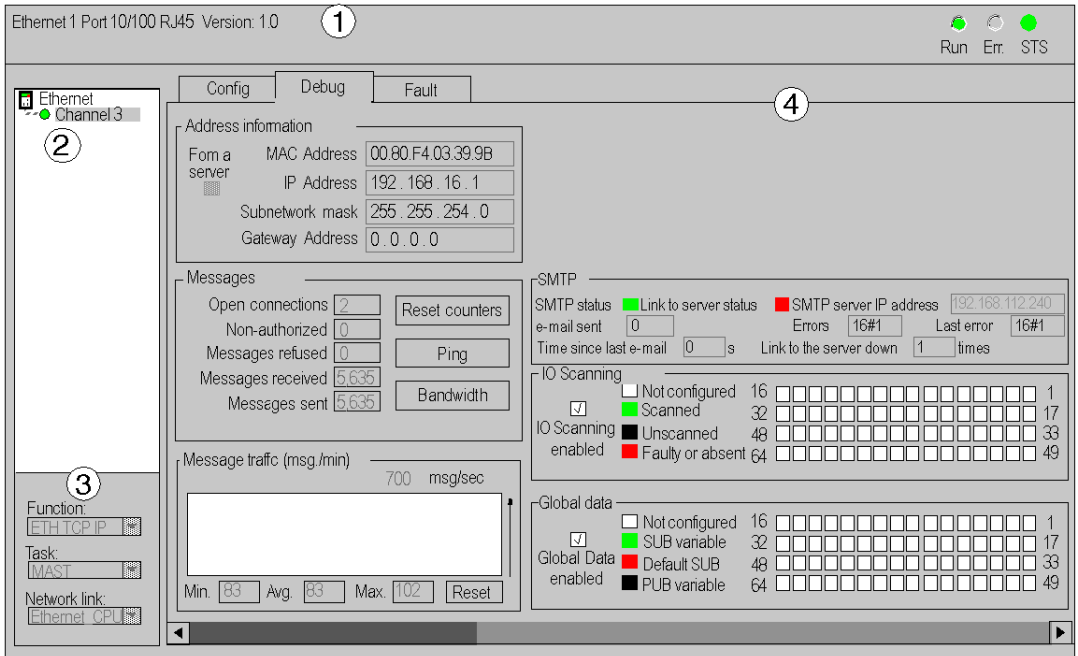 Ethernet 1 Port 10/100 RJ45 Version: 1.0
1
Run Err. STS
Ethernet
Channel 3
2
3
Function:
ETH TCP IP
Task:
MAST
Network link:
Ethernet_CPU
Config Debug Fault
4
Address information
Fom a server
MAC Address 00.80.F4.03.39.9B
IP Address 192 . 168 . 16 . 1
Subnetwork mask 255 . 255 . 254 . 0
Gateway Address 0 . 0 . 0 . 0
Messages
Open connections 2 Reset counters
Non-authorized 0
Messages refused 0 Ping
Messages received 5,635
Messages sent 5,635 Bandwidth
Message traffc (msg./min)
700 msg/sec
Min. 83 Avg. 83 Max. 102 Reset
SMTP
SMTP status Link to server status SMTP server IP address 192 168 112.240
e-mail sent 0 Errors 16#1 Last error 16#1
Time since last e-mail 0 s Link to the server down 1 times
IO Scanning
IO Scanning enabled
Not configured 16 1
Scanned 32 17
Unscanned 48 33
Faulty or absent 64 49
Global data
Global Data enabled
Not configured 16 1
SUB variable 32 17
Default SUB 48 33
PUB variable 64 49